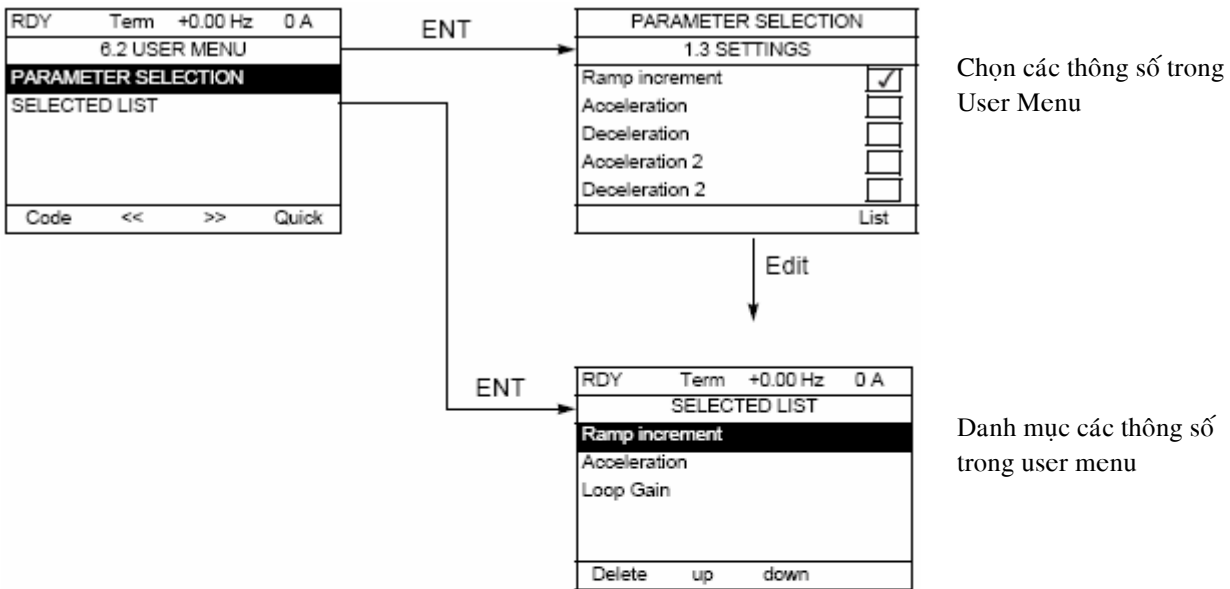 RDY Term +0.00 Hz 0 A
6.2 USER MENU
PARAMETER SELECTION
SELECTED LIST
Code << >> Quick
ENT
PARAMETER SELECTION
1.3 SETTINGS
Ramp increment ✓
Acceleration
Deceleration
Acceleration 2
Deceleration 2
List
Chọn các thông số trong
User Menu
Edit
ENT
RDY Term +0.00 Hz 0 A
SELECTED LIST
Ramp increment
Acceleration
Loop Gain
Delete up down
Danh mục các thông số
trong user menu